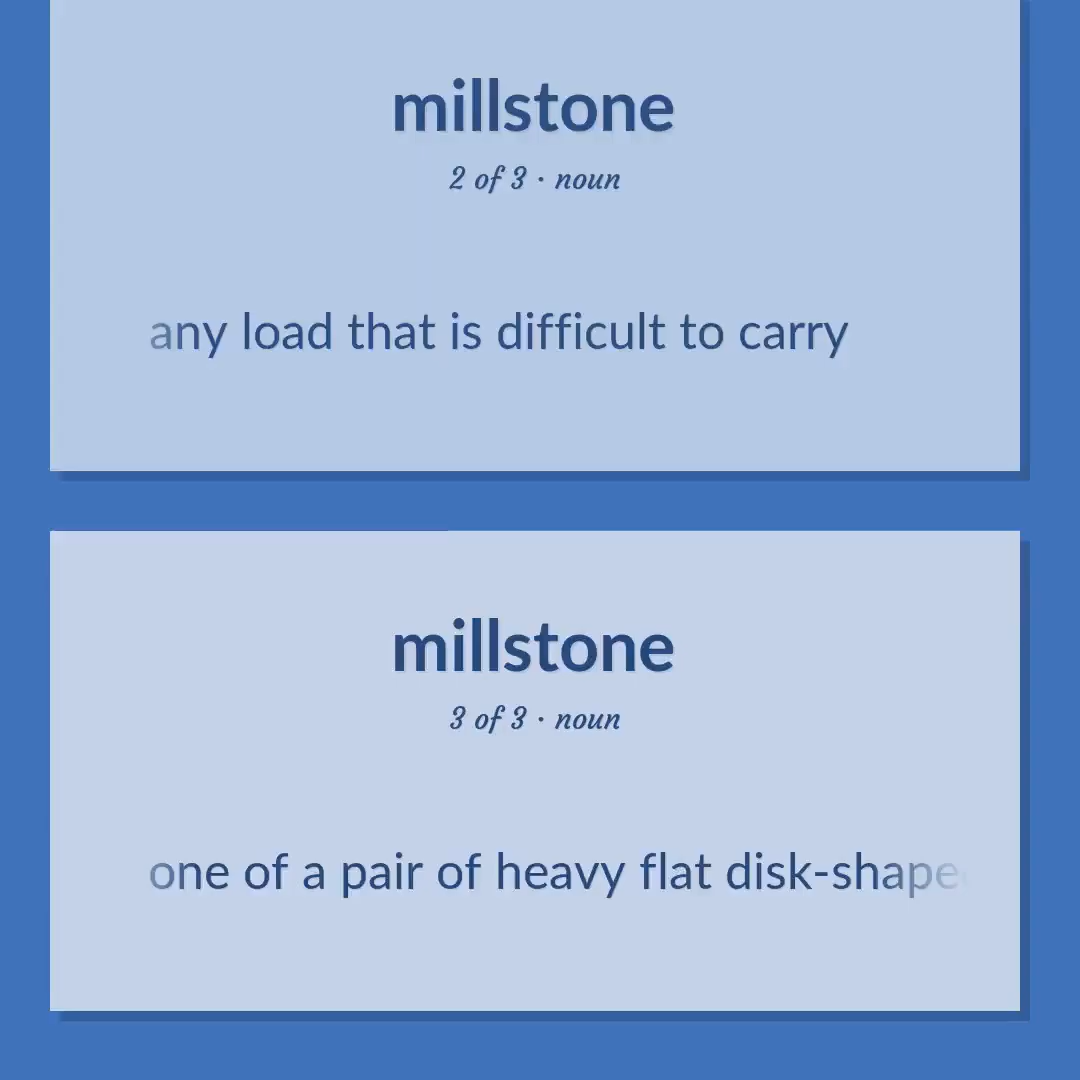 millstone
2 of 3 · noun
any load that is difficult to carry
millstone
3 of 3 · noun
one of a pair of heavy flat disk-shape